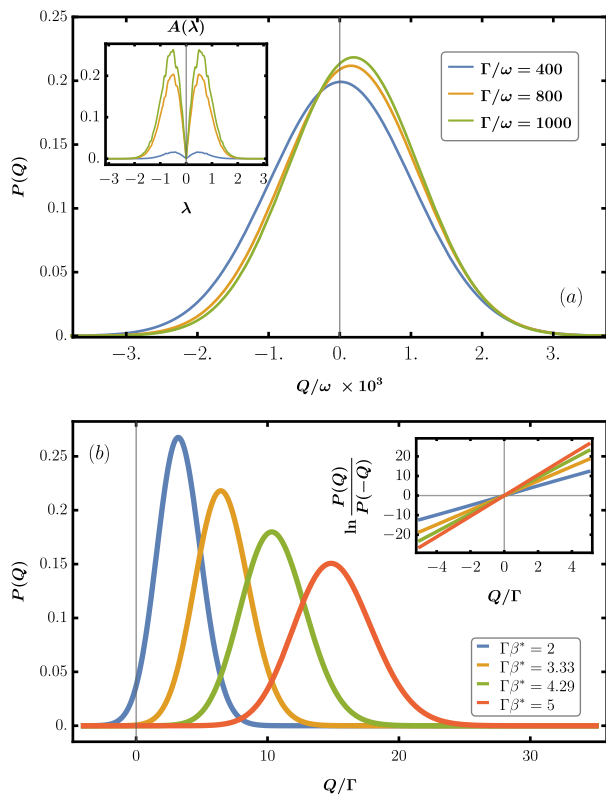 A(λ)
0.2
0.1
0.
−3 −2 −1 0 1 2 3
λ
Γ/ω = 400
Γ/ω = 800
Γ/ω = 1000
0.25
0.2
0.15
0.1
0.05
0.
P(Q)
(a)
−3. −2. −1. 0. 1. 2. 3.
Q/ω × 10³
(b)
0.25
0.2
0.15
0.1
0.05
0.
P(Q)
20
10
0
−10
−20
ln P(Q)/P(−Q)
−4 −2 0 2 4
Q/Γ
Γβ* = 2
Γβ* = 3.33
Γβ* = 4.29
Γβ* = 5
0 10 20 30
Q/Γ